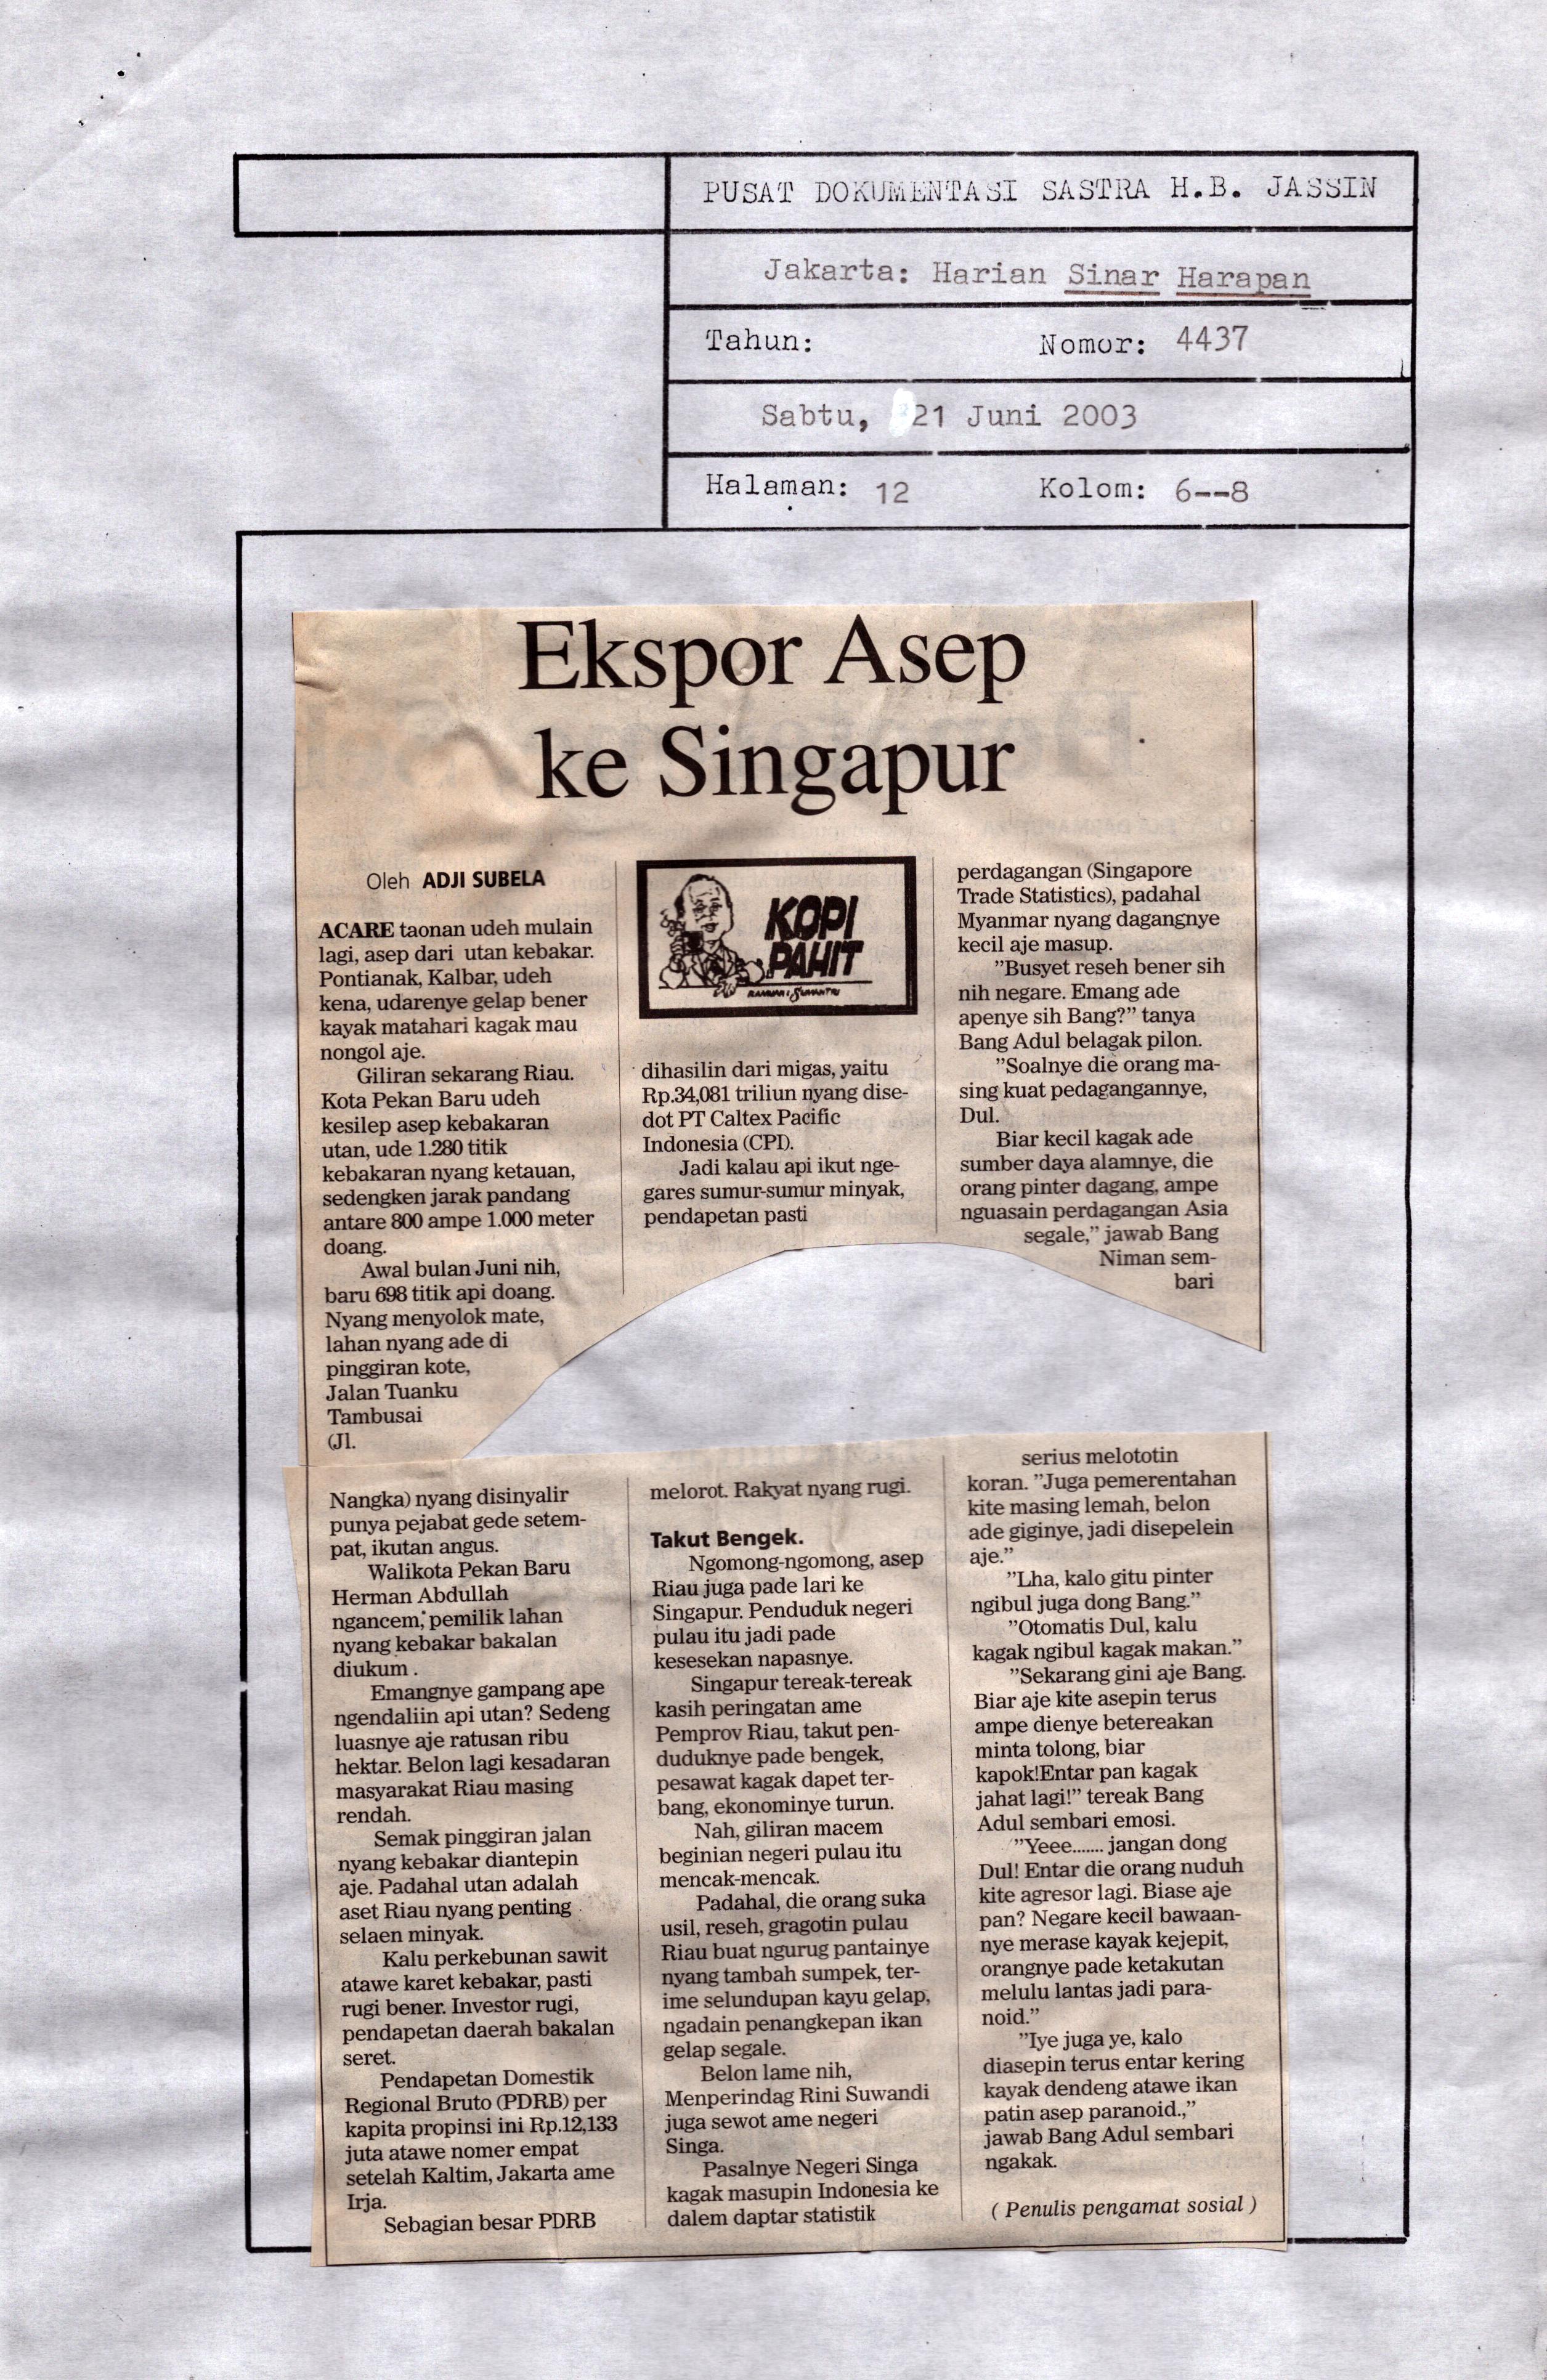 PUSAT DOKUMENTASI SASTRA H.B. JASSIN
Jakarta: Harian Sinar Harapan
Tahun: Nomor: 4437
Sabtu, 21 Juni 2003
Halaman: 12 Kolom: 6--8
Ekspor Asep
ke Singapur
Oleh ADJI SUBELA
ACARE taonan udeh mulain
lagi, asep dari utan kebakar.
Pontianak, Kalbar, udeh
kena, udarenye gelap bener
kayak matahari kagak mau
nongol aje.
Giliran sekarang Riau.
Kota Pekan Baru udeh
kesilep asep kebakaran
utan, ude 1.280 titik
kebakaran nyang ketauan,
sedengken jarak pandang
antare 800 ampe 1.000 meter
doang.
Awal bulan Juni nih,
baru 698 titik api doang.
Nyang menyolok mate,
lahan nyang ade di
pinggiran kote,
Jalan Tuanku
Tambusai
(Jl.
Nangka) nyang disinyalir
punya pejabat gede setem-
pat, ikutan angus.
Walikota Pekan Baru
Herman Abdullah
ngancem, pemilik lahan
nyang kebakar bakalan
diukum .
Emangnye gampang ape
ngendaliin api utan? Sedeng
luasnye aje ratusan ribu
hektar. Belon lagi kesadaran
masyarakat Riau masing
rendah.
Semak pinggiran jalan
nyang kebakar diantepin
aje. Padahal utan adalah
aset Riau nyang penting
selaen minyak.
Kalu perkebunan sawit
atawe karet kebakar, pasti
rugi bener. Investor rugi,
pendapetan daerah bakalan
seret.
Pendapetan Domestik
Regional Bruto (PDRB) per
kapita propinsi ini Rp.12,133
juta atawe nomer empat
setelah Kaltim, Jakarta ame
Irja.
Sebagian besar PDRB
KOPI
PAHIT
dihasilin dari migas, yaitu
Rp.34,081 triliun nyang dise-
dot PT Caltex Pacific
Indonesia (CPI).
Jadi kalau api ikut nge-
gares sumur-sumur minyak,
pendapetan pasti
melorot. Rakyat nyang rugi.
Takut Bengek.
Ngomong-ngomong, asep
Riau juga pade lari ke
Singapur. Penduduk negeri
pulau itu jadi pade
kesesekan napasnye.
Singapur tereak-tereak
kasih peringatan ame
Pemprov Riau, takut pen-
duduknye pade bengek,
pesawat kagak dapet ter-
bang, ekonominye turun.
Nah, giliran macem
beginian negeri pulau itu
mencak-mencak.
Padahal, die orang suka
usil, reseh, gragotin pulau
Riau buat ngurug pantainye
nyang tambah sumpek, ter-
ime selundupan kayu gelap,
ngadain penangkepan ikan
gelap segale.
Belon lame nih,
Menperindag Rini Suwandi
juga sewot ame negeri
Singa.
Pasalnye Negeri Singa
kagak masupin Indonesia ke
dalem daptar statistik
perdagangan (Singapore
Trade Statistics), padahal
Myanmar nyang dagangnye
kecil aje masup.
"Busyet reseh bener sih
nih negare. Emang ade
apenye sih Bang?" tanya
Bang Adul belagak pilon.
"Soalnye die orang ma-
sing kuat pedagangannye,
Dul.
Biar kecil kagak ade
sumber daya alamnye, die
orang pinter dagang, ampe
nguasain perdagangan Asia
segale," jawab Bang
Niman sem-
bari
serius melototin
koran. "Juga pemerentahan
kite masing lemah, belon
ade giginye, jadi disepelein
aje."
"Lha, kalo gitu pinter
ngibul juga dong Bang."
"Otomatis Dul, kalu
kagak ngibul kagak makan."
"Sekarang gini aje Bang.
Biar aje kite asepin terus
ampe dienye betereakan
minta tolong, biar
kapok!Entar pan kagak
jahat lagi!" tereak Bang
Adul sembari emosi.
"Yeee....... jangan dong
Dul! Entar die orang nuduh
kite agresor lagi. Biase aje
pan? Negare kecil bawaan-
nye merase kayak kejepit,
orangnye pade ketakutan
melulu lantas jadi para-
noid."
"Iye juga ye, kalo
diasepin terus entar kering
kayak dendeng atawe ikan
patin asep paranoid.,"
jawab Bang Adul sembari
ngakak.
( Penulis pengamat sosial )